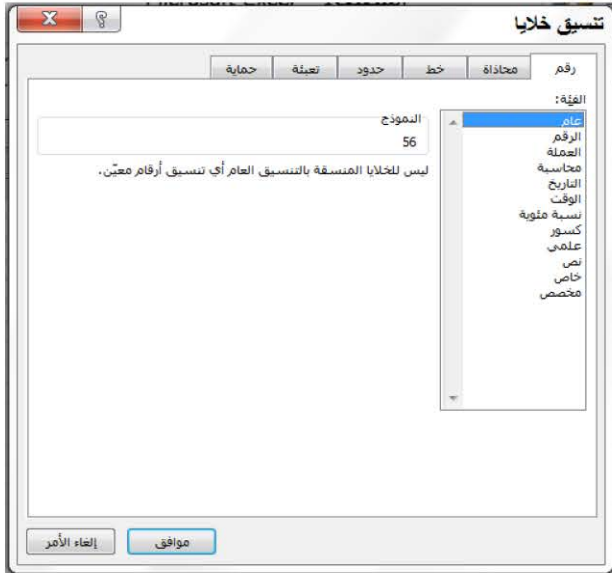 تنسيق خلايا
رقم محاذاة خط حدود تعبئة حماية
الفئة:
عام
الرقم
العملة
محاسبة
التاريخ
الوقت
نسبة مئوية
كسور
علمي
نص
خاص
مخصص
النموذج
56
ليس للخلايا المنسقة بالتنسيق العام أي تنسيق أرقام معيّن.
موافق إلغاء الأمر